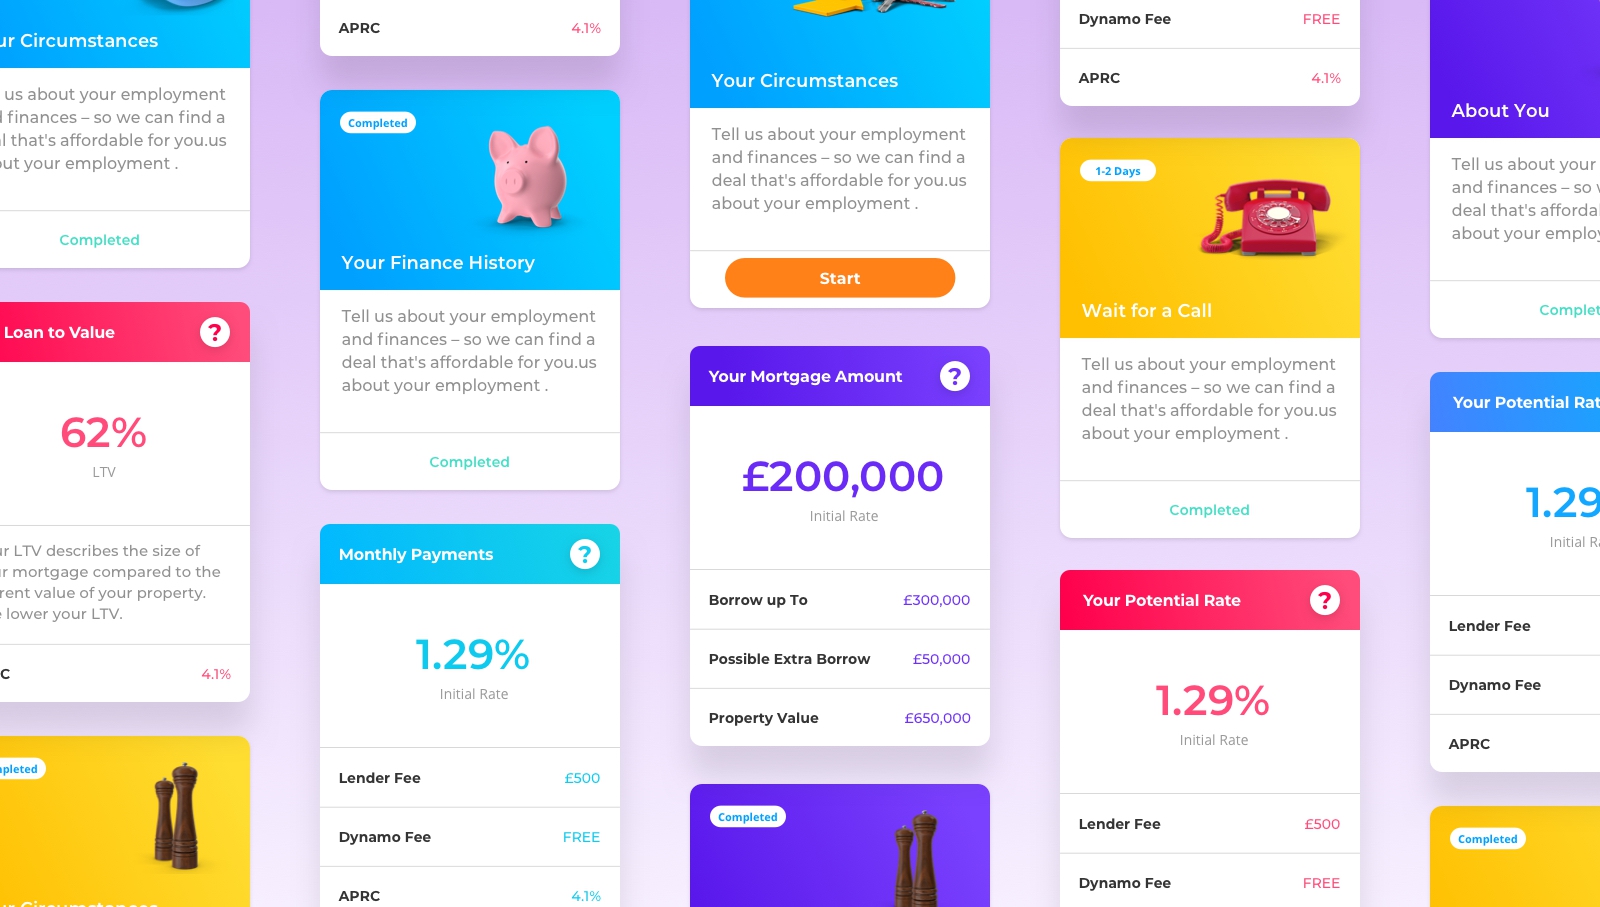 ur Circumstances
us about your employment
d finances – so we can find a
al that's affordable for you.us
out your employment .
Completed
Loan to Value
?
62%
LTV
ur LTV describes the size of
ur mortgage compared to the
rent value of your property.
e lower your LTV.
C
4.1%
mpleted
ur Circumstances
APRC
4.1%
Completed
Your Finance History
Tell us about your employment
and finances – so we can find a
deal that's affordable for you.us
about your employment .
Completed
Monthly Payments
?
1.29%
Initial Rate
Lender Fee
£500
Dynamo Fee
FREE
APRC
4.1%
Your Circumstances
Tell us about your employment
and finances – so we can find a
deal that's affordable for you.us
about your employment .
Start
Your Mortgage Amount
?
£200,000
Initial Rate
Borrow up To
£300,000
Possible Extra Borrow
£50,000
Property Value
£650,000
Completed
Dynamo Fee
FREE
APRC
4.1%
1-2 Days
Wait for a Call
Tell us about your employment
and finances – so we can find a
deal that's affordable for you.us
about your employment .
Completed
Your Potential Rate
?
1.29%
Initial Rate
Lender Fee
£500
Dynamo Fee
FREE
About You
Tell us about your
and finances – so
deal that's afforda
about your employ
Complet
Your Potential Rat
1.29
Initial Ra
Lender Fee
Dynamo Fee
APRC
Completed